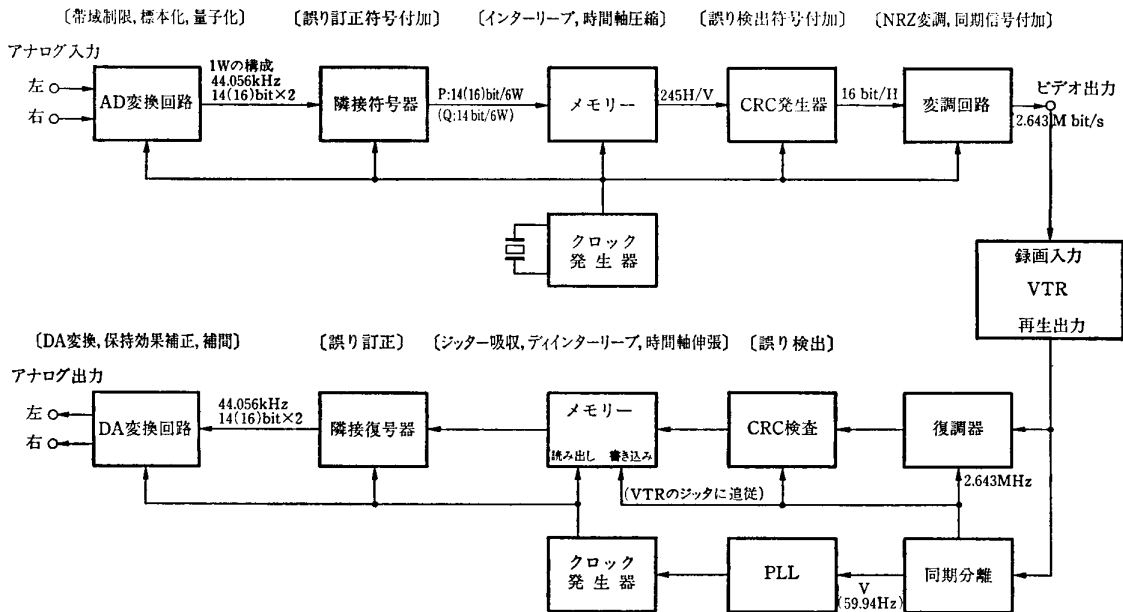 〔帯域制限, 標本化, 量子化〕
〔誤り訂正符号付加〕
〔インターリーブ, 時間軸圧縮〕
〔誤り検出符号付加〕
〔NRZ変調, 同期信号付加〕
アナログ入力
左
右
AD変換回路
1Wの構成
44.056kHz
14(16)bit×2
隣接符号器
P:14(16)bit/6W
(Q:14bit/6W)
メモリー
245H/V
CRC発生器
16 bit/H
変調回路
ビデオ出力
2.643M bit/s
クロック
発生器
録画入力
VTR
再生出力
〔DA変換, 保持効果補正, 補間〕
〔誤り訂正〕
〔ジッター吸収, ディインターリーブ, 時間軸伸張〕
〔誤り検出〕
アナログ出力
左
右
DA変換回路
44.056kHz
14(16)bit×2
隣接復号器
メモリー
読み出し 書き込み
CRC検査
復調器
(VTRのジッタに追従)
2.643MHz
クロック
発生器
PLL
V
(59.94Hz)
同期分離